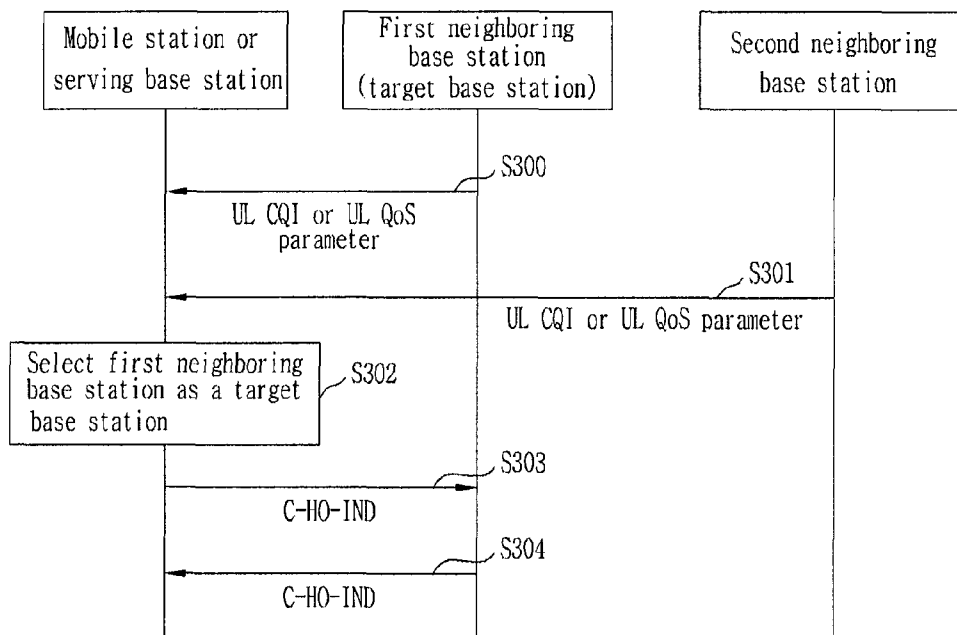 Mobile station or
serving base station
First neighboring
base station
(target base station)
Second neighboring
base station
S300
UL CQI or UL QoS
parameter
S301
UL CQI or UL QoS parameter
Select first neighboring
base station as a target
base station
S302
S303
C-HO-IND
S304
C-HO-IND